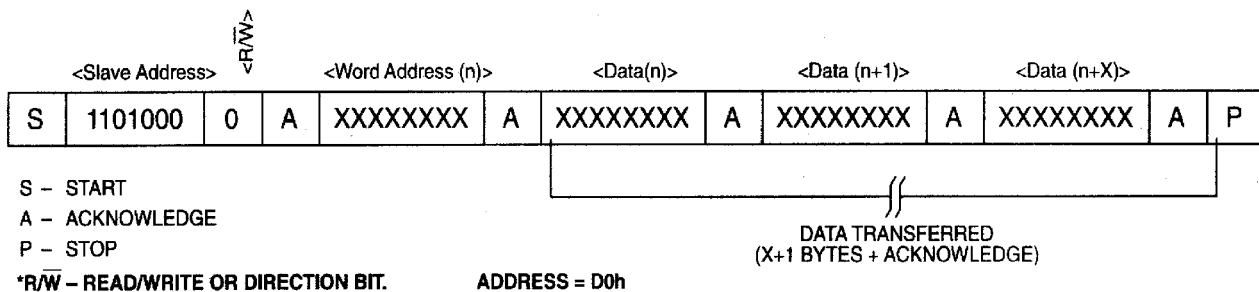 <R/W̅>
<Slave Address> <Word Address (n)> <Data(n)> <Data (n+1)> <Data (n+X)>
S 1101000 0 A XXXXXXXX A XXXXXXXX A XXXXXXXX A XXXXXXXX A P
S – START
A – ACKNOWLEDGE
P – STOP
*R/W̅ – READ/WRITE OR DIRECTION BIT. ADDRESS = D0h
DATA TRANSFERRED
(X+1 BYTES + ACKNOWLEDGE)